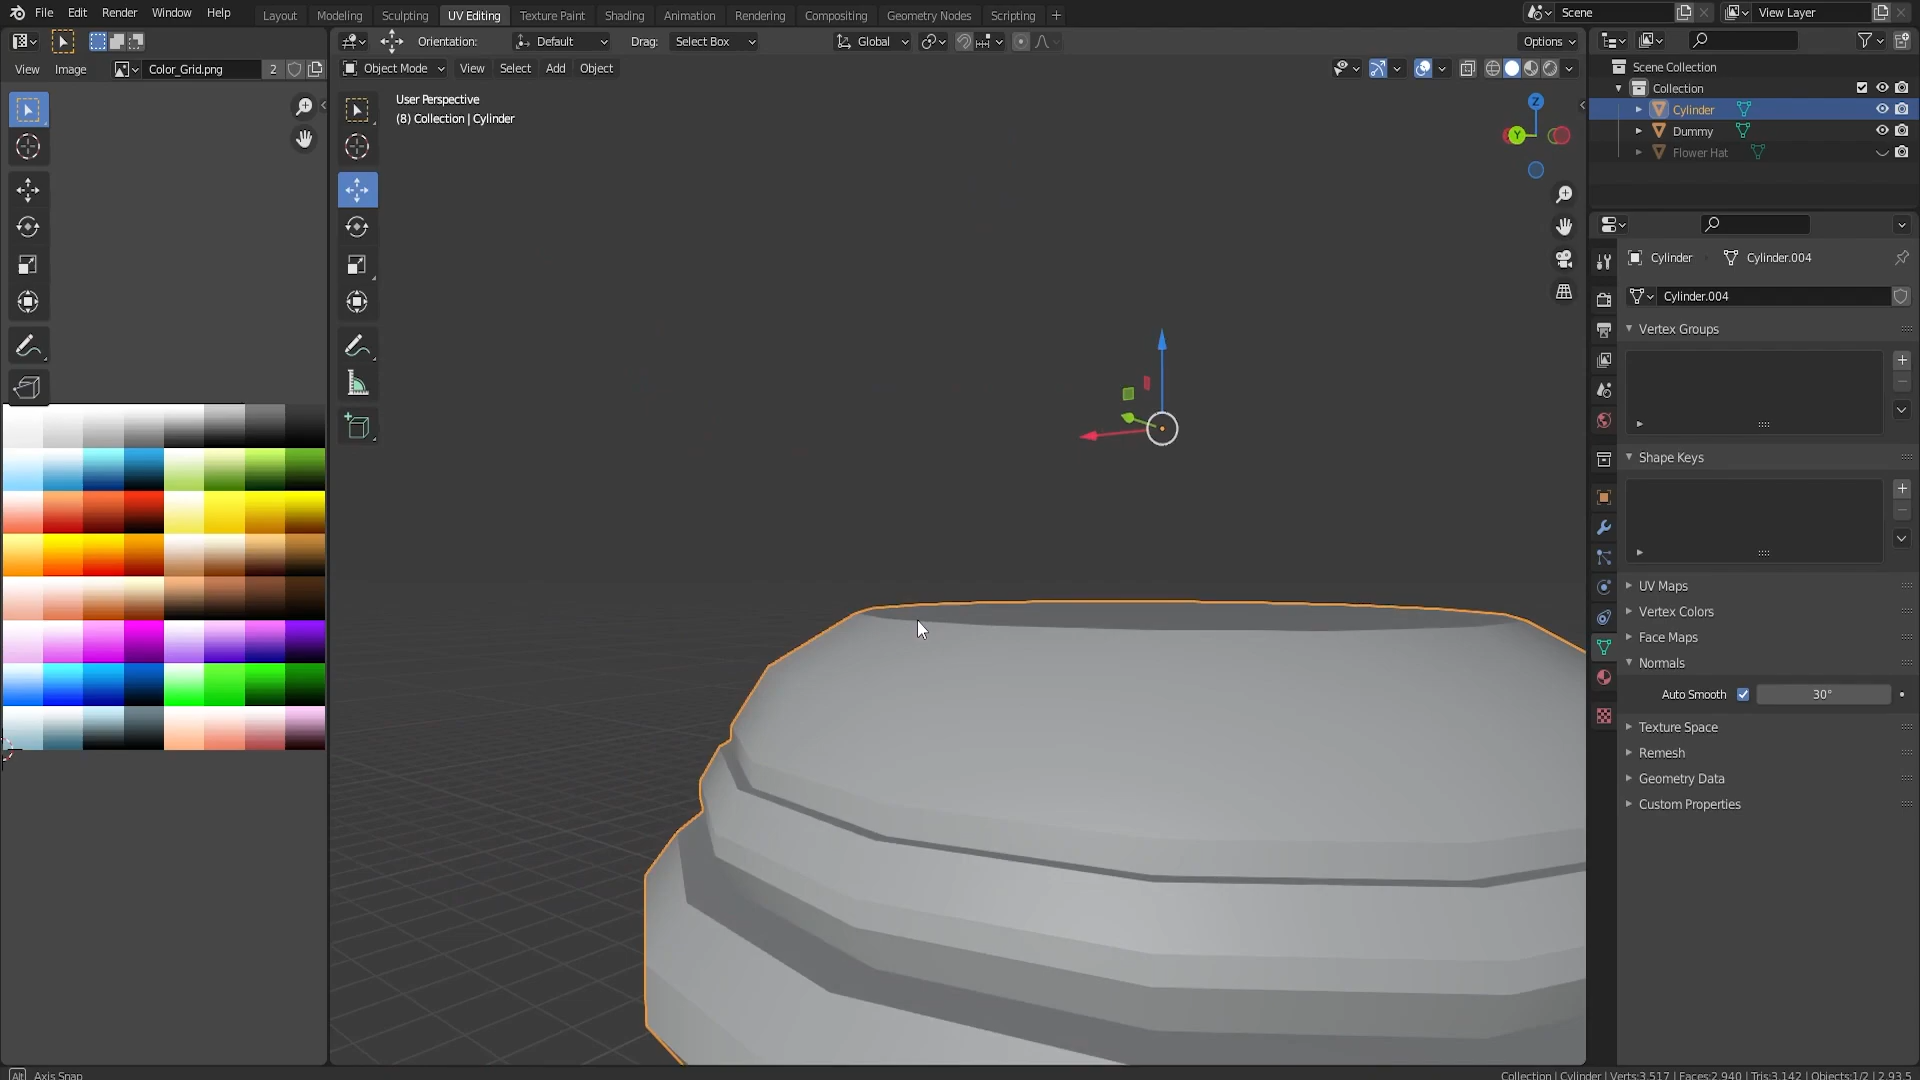 File Edit Render Window Help
Layout Modeling Sculpting UV Editing Texture Paint Shading Animation Rendering Compositing Geometry Nodes Scripting
Scene View Layer
Orientation: Default Drag: Select Box Global Options
View Image Color_Grid.png 2
Object Mode View Select Add Object
User Perspective
(8) Collection | Cylinder
Z
Y
Scene Collection
Collection
Cylinder
Dummy
Flower Hat
Cylinder Cylinder.004
Cylinder.004
Vertex Groups
Shape Keys
UV Maps
Vertex Colors
Face Maps
Normals
Auto Smooth 30°
Texture Space
Remesh
Geometry Data
Custom Properties
Alt Axis Snap
Collection | Cylinder | Verts:3.517 | Faces:2.940 | Tris:3.142 | Objects:1/2 | 2.93.5